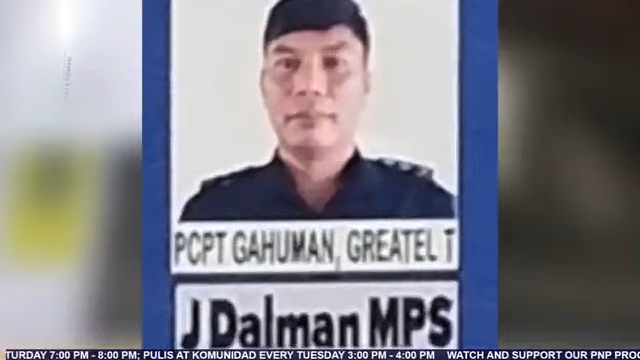 PCPT GAHUMAN, GREATEL T
J Dalman MPS
TURDAY 7:00 PM - 8:00 PM; PULIS AT KOMUNIDAD EVERY TUESDAY 3:00 PM - 4:00 PM WATCH AND SUPPORT OUR PNP PRO